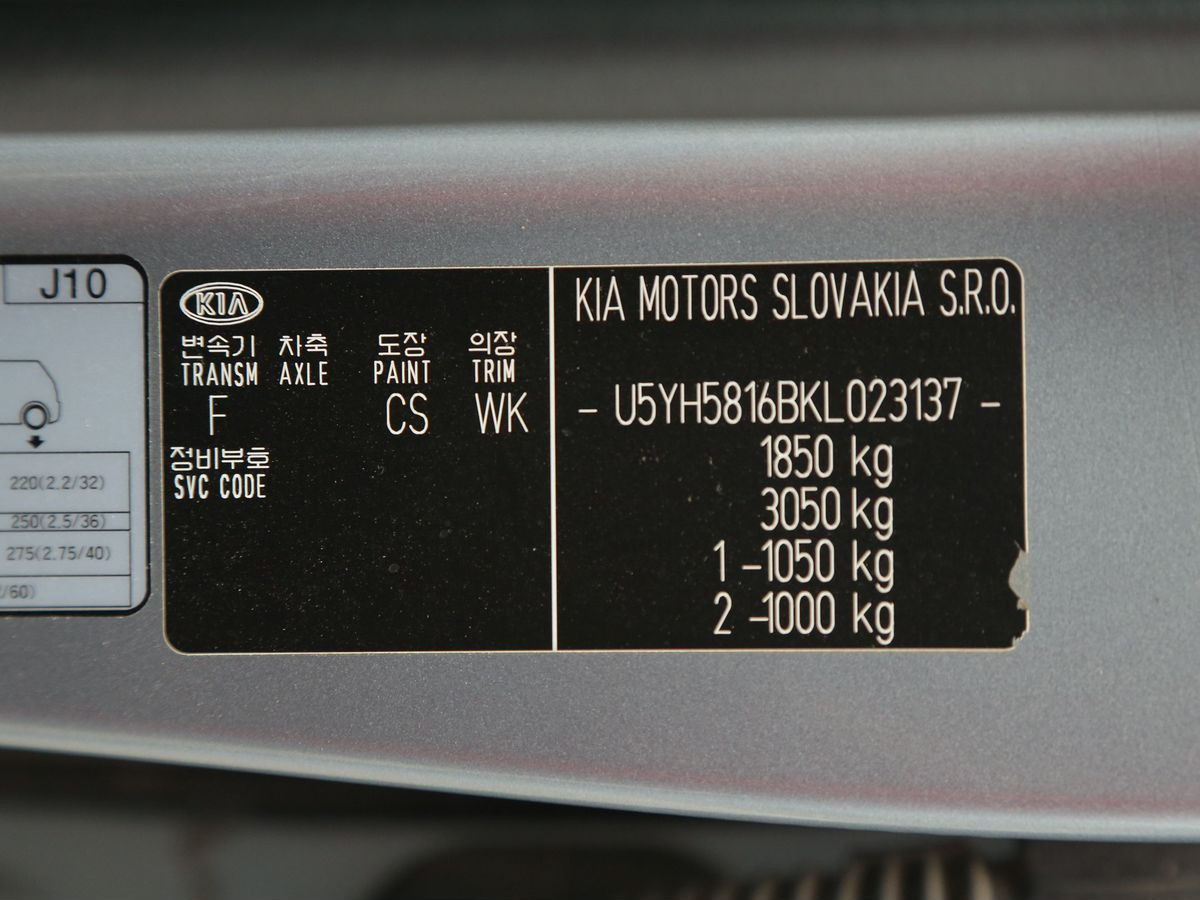 J10
220(2.2/32)
250(2.5/36)
275(2.75/40)
/60)
KIA
변속기 차축 도장 의장
TRANSM AXLE PAINT TRIM
F CS WK
정비부호
SVC CODE
KIA MOTORS SLOVAKIA S.R.O.
– U5YH5816BKL023137 –
1850 kg
3050 kg
1 –1050 kg
2 –1000 kg